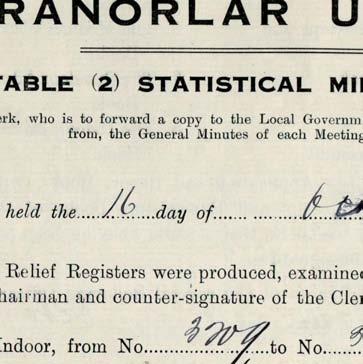 RANORLAR U
TABLE (2) STATISTICAL MI
erk, who is to forward a copy to the Local Governm
from, the General Minutes of each Meeting
held the......16....day of......
Relief Registers were produced, examined
hairman and counter-signature of the Cler
Indoor, from No. 3209 to No. 3